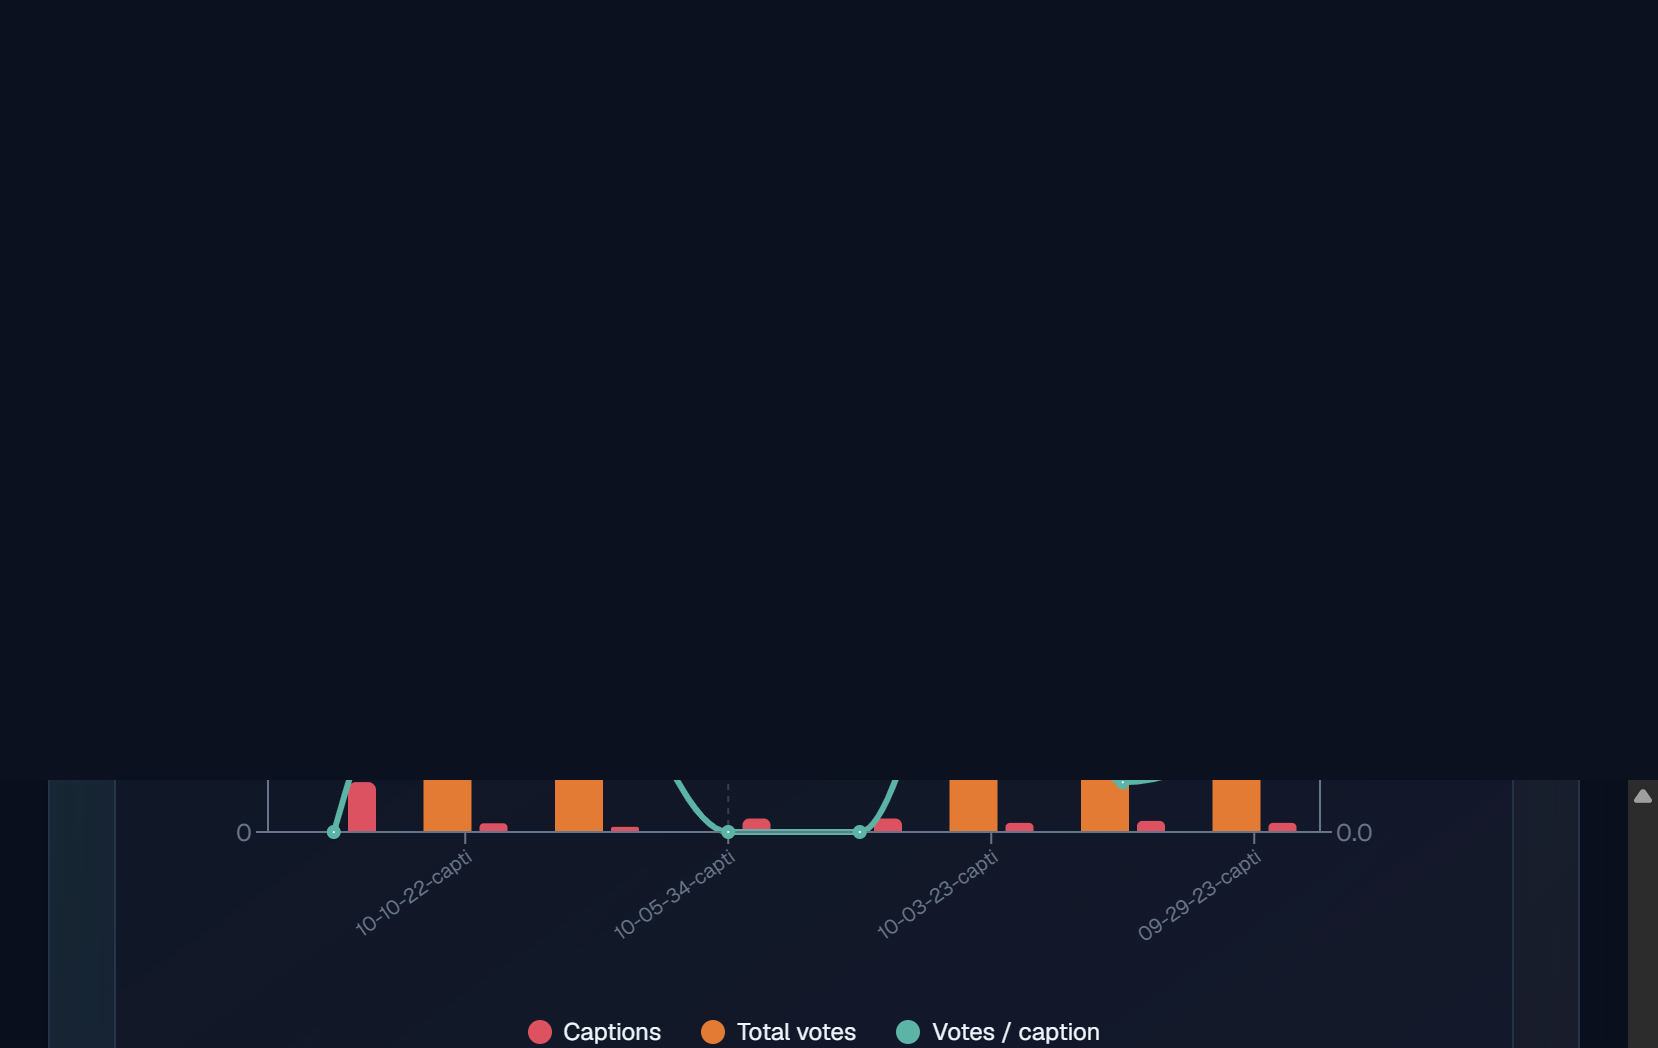 0
0.0
10-10-22-capti
10-05-34-capti
10-03-23-capti
09-29-23-capti
Captions
Total votes
Votes / caption